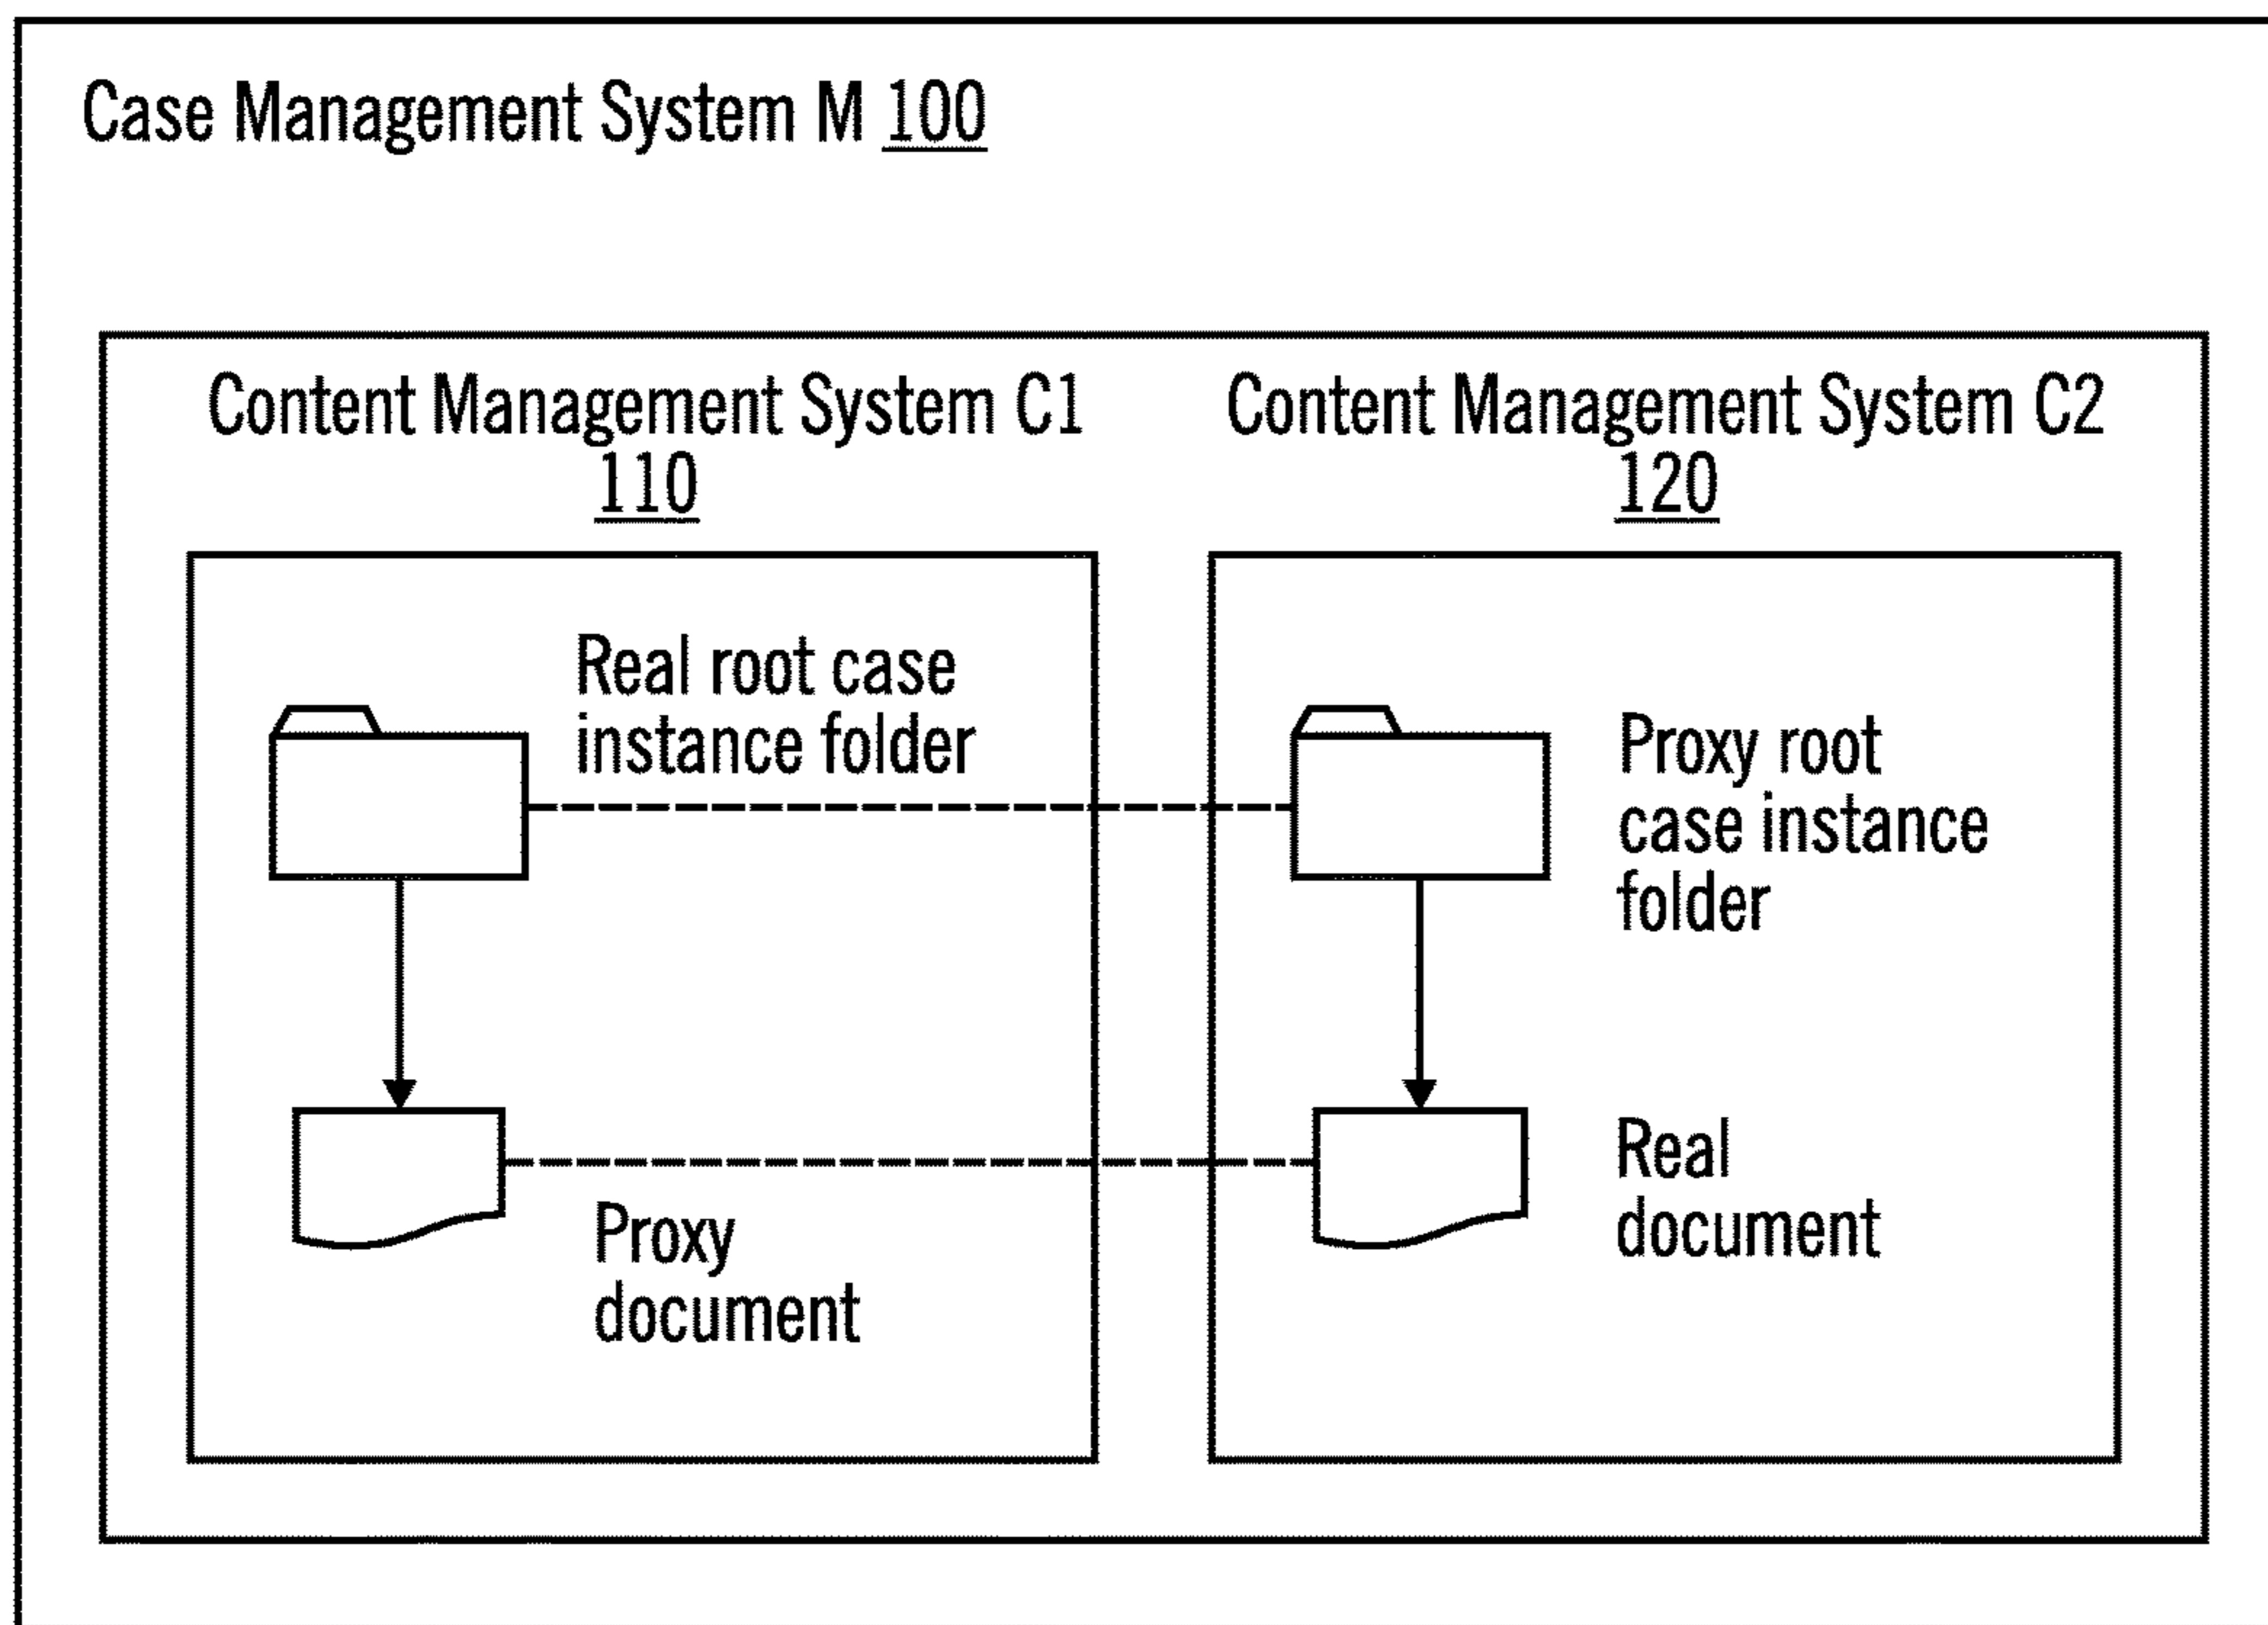 Case Management System M 100
Content Management System C1
110
Content Management System C2
120
Real root case
instance folder
Proxy root
case instance
folder
Proxy
document
Real
document